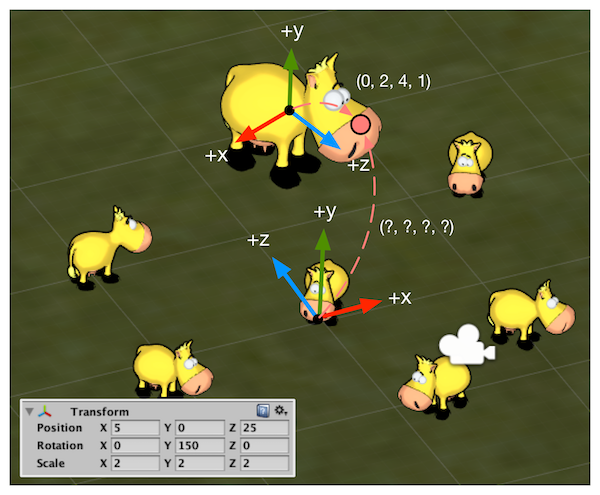 +y
(0, 2, 4, 1)
+x
+z
+y
(?, ?, ?, ?)
+z
+x
Transform
Position X 5 Y 0 Z 25
Rotation X 0 Y 150 Z 0
Scale X 2 Y 2 Z 2